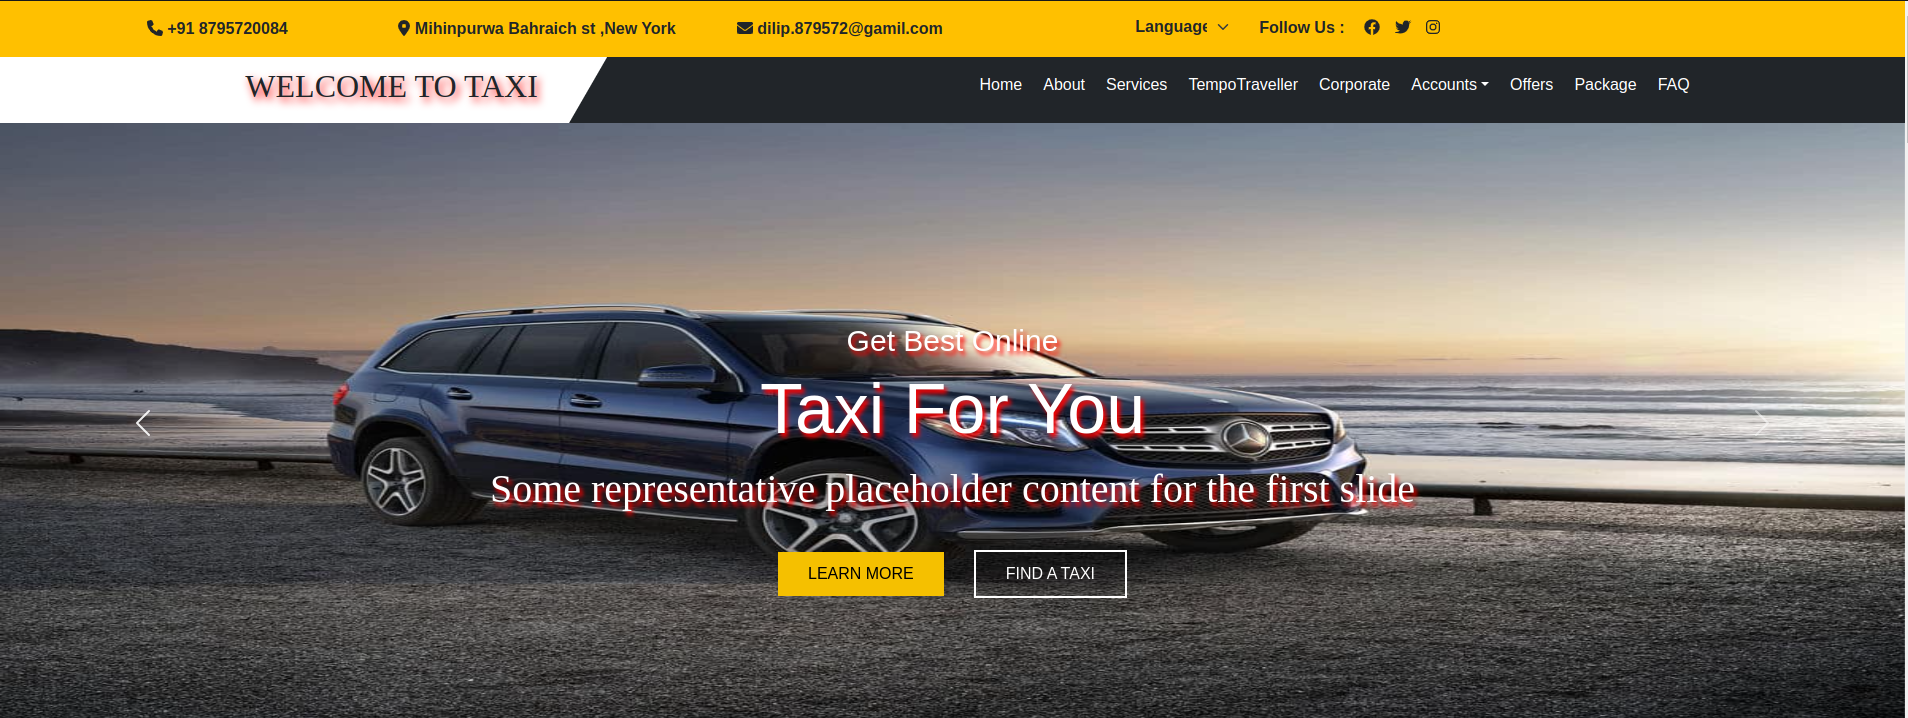 +91 8795720084 Mihinpurwa Bahraich st ,New York dilip.879572@gamil.com Language Follow Us :
WELCOME TO TAXI Home About Services TempoTraveller Corporate Accounts Offers Package FAQ
Get Best Online
Taxi For You
Some representative placeholder content for the first slide
LEARN MORE FIND A TAXI